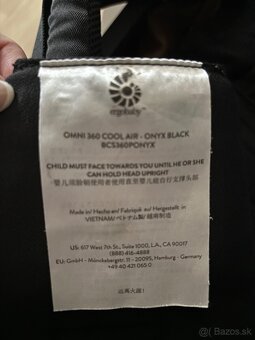 ergobaby
OMNI 360 COOL AIR - ONYX BLACK
BCS360PONYX
CHILD MUST FACE TOWARDS YOU UNTIL HE OR SHE
CAN HOLD HEAD UPRIGHT
Made in / Hecho en / Fabriqué au / Hergestellt in
VIETNAM/ベトナム製/越南制造
US: 617 West 7th St., Suite 1000, L.A., CA 90017
(888) 416-4888
EU: GmbH - Mönckebergstr. 11 - 20095, Hamburg - Germany
+49 40 421 065 0
sk.bazos.sk